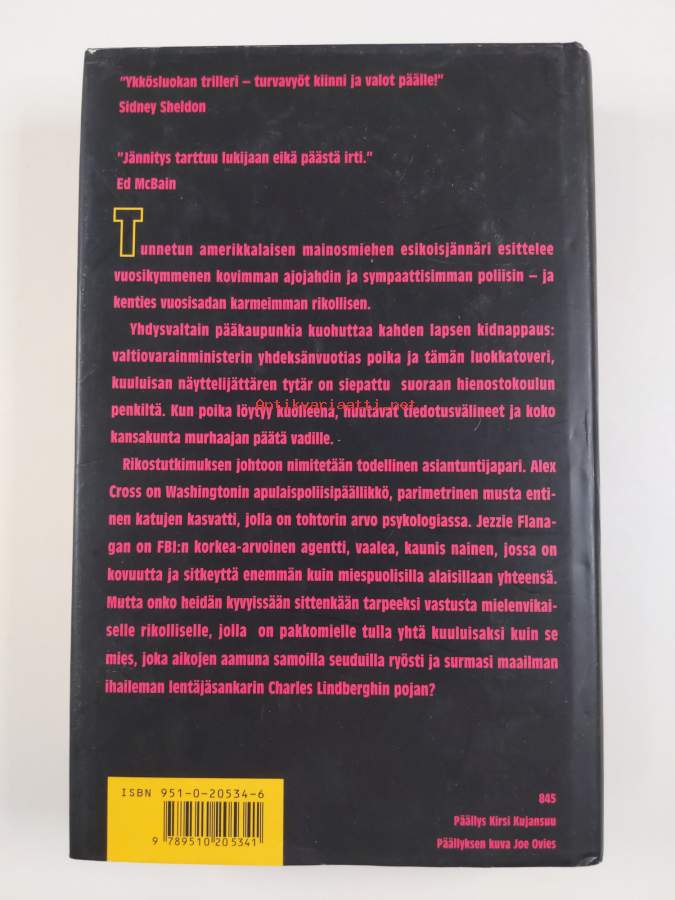 "Ykkösluokan trilleri – turvavyöt kiinni ja valot päälle!"
Sidney Sheldon
"Jännitys tarttuu lukijaan eikä päästä irti."
Ed McBain
Tunnetun amerikkalaisen mainosmiehen esikoisjännäri esittelee
vuosikymmenen kovimman ajojahdin ja sympaattisimman poliisin – ja
kenties vuosisadan karmeimman rikollisen.
Yhdysvaltain pääkaupunkia kuohuttaa kahden lapsen kidnappaus:
valtiovarainministerin yhdeksänvuotias poika ja tämän luokkatoveri,
kuuluisan näyttelijättären tytär on siepattu suoraan hienostokoulun
penkiltä. Kun poika löytyy kuolleena, huutavat tiedotusvälineet ja koko
Antikvariaatti.net
kansakunta murhaajan päätä vadille.
Rikostutkimuksen johtoon nimitetään todellinen asiantuntijapari. Alex
Cross on Washingtonin apulaispoliisipäällikkö, parimetrinen musta enti-
nen katujen kasvatti, jolla on tohtorin arvo psykologiassa. Jezzie Flana-
gan on FBI:n korkea-arvoinen agentti, vaalea, kaunis nainen, jossa on
kovuutta ja sitkeyttä enemmän kuin miespuolisilla alaisillaan yhteensä.
Mutta onko heidän kyvyissään sittenkään tarpeeksi vastusta mielenvikai-
selle rikolliselle, jolla on pakkomielle tulla yhtä kuuluisaksi kuin se
mies, joka aikojen aamuna samoilla seuduilla ryösti ja surmasi maailman
ihaileman lentäjäsankarin Charles Lindberghin pojan?
ISBN 951-0-20534-6
9 789510 205341
845
Päällys Kirsi Kujansuu
Päällyksen kuva Joe Ovies